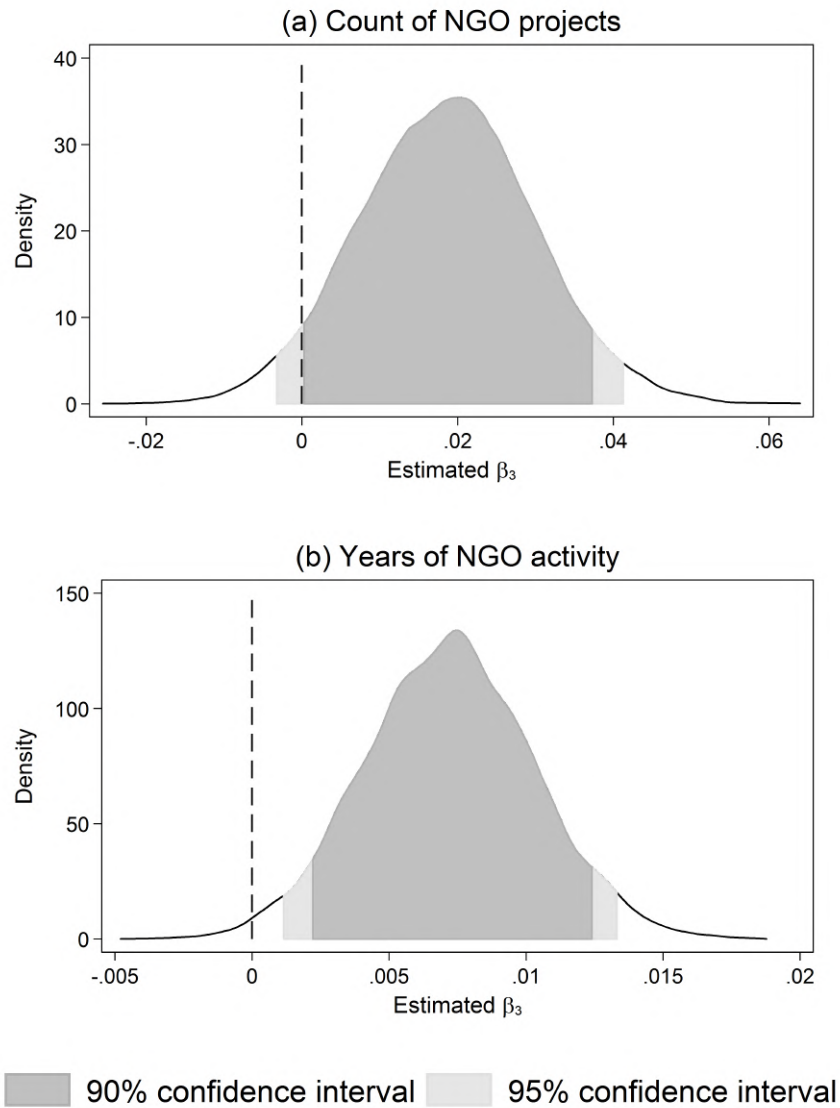 (a) Count of NGO projects
40
30
20
10
0
Density
-.02 0 .02 .04 .06
Estimated β₃
(b) Years of NGO activity
150
100
50
0
Density
-.005 0 .005 .01 .015 .02
Estimated β₃
90% confidence interval 95% confidence interval